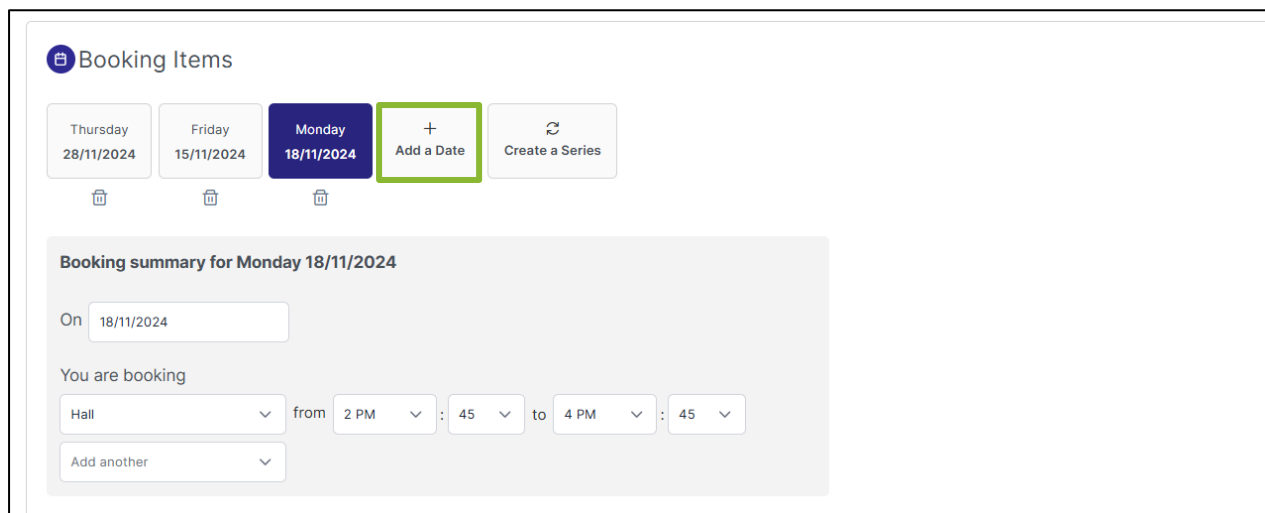 Booking Items
Thursday Friday Monday
28/11/2024 15/11/2024 18/11/2024 Add a Date Create a Series
Booking summary for Monday 18/11/2024
On 18/11/2024
You are booking
Hall from 2 PM : 45 to 4 PM : 45
Add another